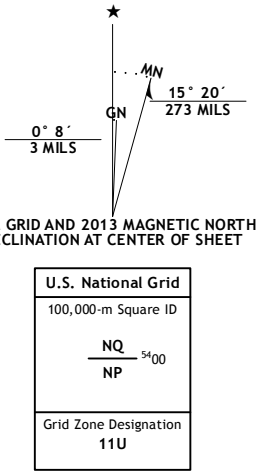 ★
MN
GN
15° 20´
273 MILS
0° 8´
3 MILS
GRID AND 2013 MAGNETIC NORTH
CLINATION AT CENTER OF SHEET
U.S. National Grid
100,000-m Square ID
NQ
5400
NP
Grid Zone Designation
11U